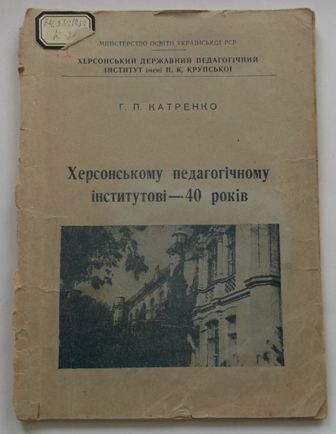 МІНІСТЕРСТВО ОСВІТИ УКРАЇНСЬКОЇ РСР
ХЕРСОНСЬКИЙ ДЕРЖАВНИЙ ПЕДАГОГІЧНИЙ
ІНСТИТУТ імені Н. К. КРУПСЬКОЇ
Г. П. КАТРЕНКО
Херсонському педагогічному
інститутові—40 років